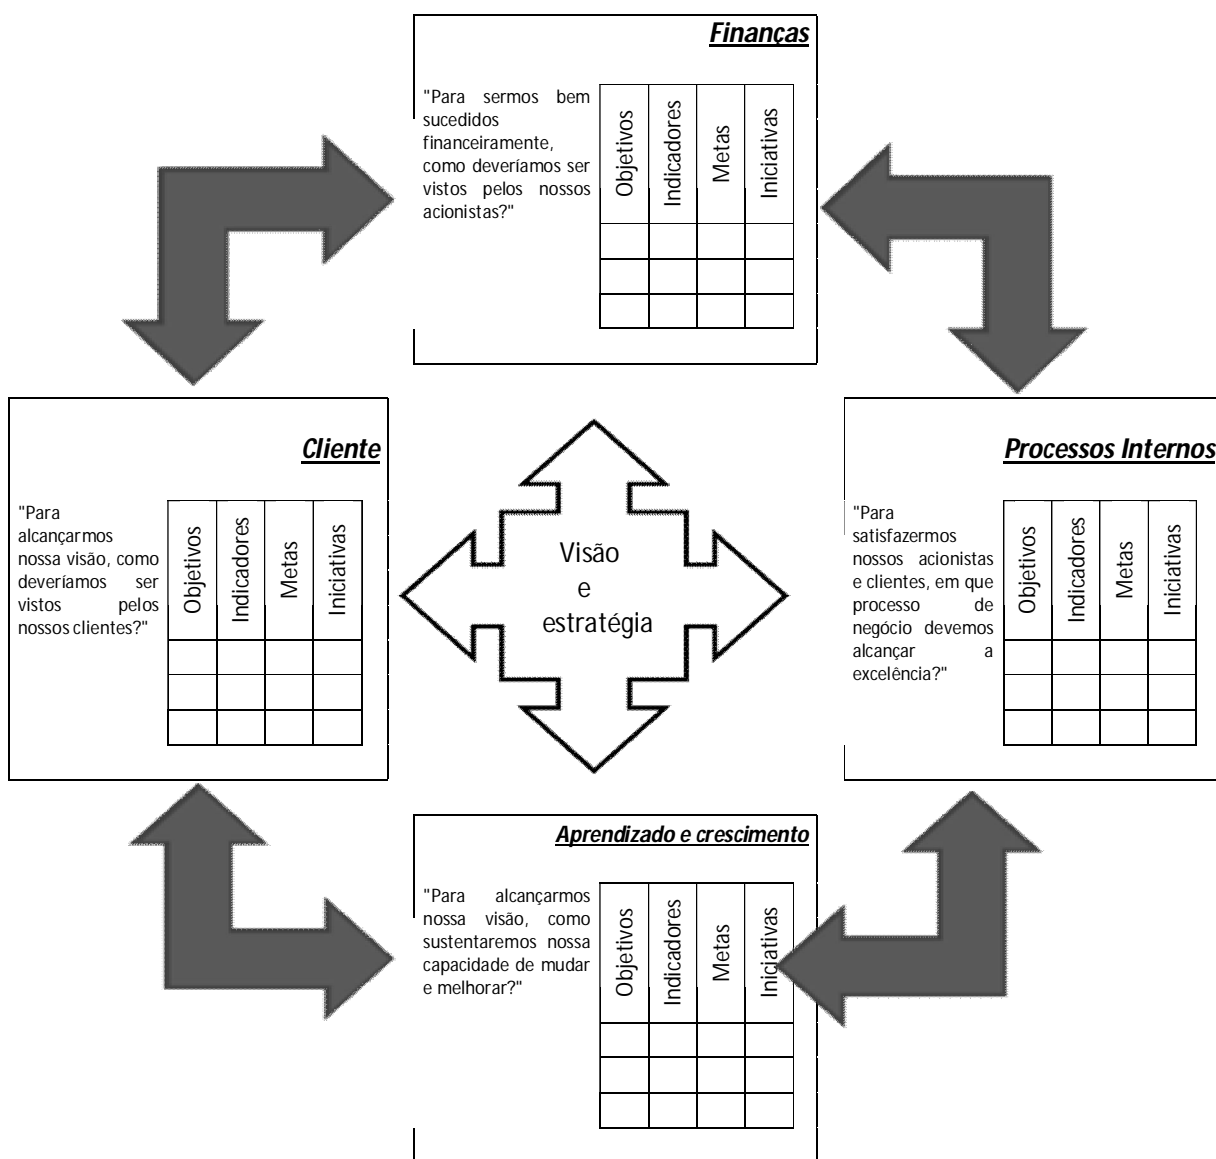 Finanças
"Para sermos bem
sucedidos
financeiramente,
como deveríamos ser
vistos pelos nossos
acionistas?"
Objetivos
Indicadores
Metas
Iniciativas
Cliente
"Para
alcançarmos
nossa visão, como
deveríamos ser
vistos pelos
nossos clientes?"
Objetivos
Indicadores
Metas
Iniciativas
Visão
e
estratégia
Processos Internos
"Para
satisfazermos
nossos acionistas
e clientes, em que
processo de
negócio devemos
alcançar a
excelência?"
Objetivos
Indicadores
Metas
Iniciativas
Aprendizado e crescimento
"Para alcançarmos
nossa visão, como
sustentaremos nossa
capacidade de mudar
e melhorar?"
Objetivos
Indicadores
Metas
Iniciativas